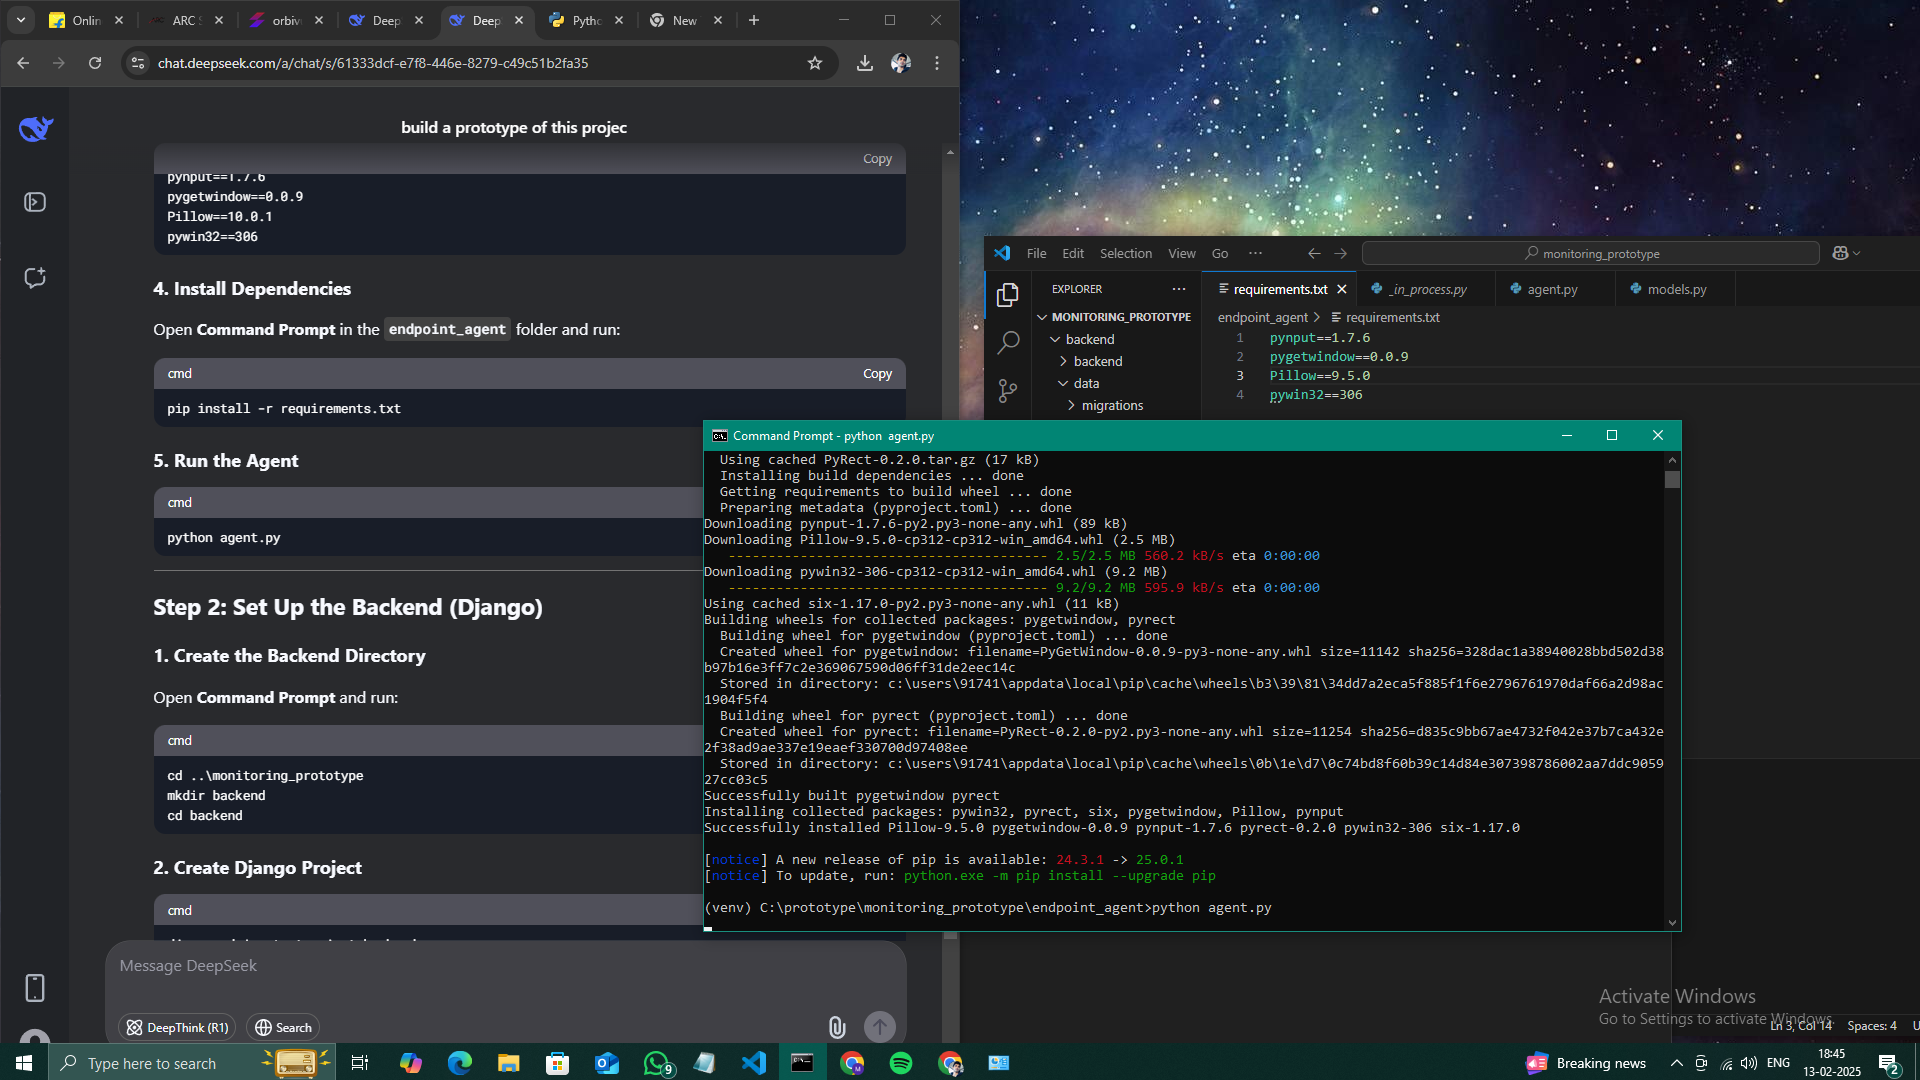 Onlin
ARC S
orbiv
Deep
Deep
Pytho
New
chat.deepseek.com/a/chat/s/61333dcf-e7f8-446e-8279-c49c51b2fa35
build a prototype of this projec
Copy
pynput==1.7.6
pygetwindow==0.0.9
Pillow==10.0.1
pywin32==306
4. Install Dependencies
Open Command Prompt in the endpoint_agent folder and run:
cmd
Copy
pip install -r requirements.txt
5. Run the Agent
cmd
python agent.py
Step 2: Set Up the Backend (Django)
1. Create the Backend Directory
Open Command Prompt and run:
cmd
cd ..\monitoring_prototype
mkdir backend
cd backend
2. Create Django Project
cmd
Message DeepSeek
DeepThink (R1)
Search
File Edit Selection View Go ···
monitoring_prototype
EXPLORER
MONITORING_PROTOTYPE
backend
backend
data
migrations
requirements.txt
_in_process.py
agent.py
models.py
endpoint_agent > requirements.txt
1 pynput==1.7.6
2 pygetwindow==0.0.9
3 Pillow==9.5.0
4 pywin32==306
Command Prompt - python agent.py
Using cached PyRect-0.2.0.tar.gz (17 kB)
Installing build dependencies ... done
Getting requirements to build wheel ... done
Preparing metadata (pyproject.toml) ... done
Downloading pynput-1.7.6-py2.py3-none-any.whl (89 kB)
Downloading Pillow-9.5.0-cp312-cp312-win_amd64.whl (2.5 MB)
---------------------------------------- 2.5/2.5 MB 560.2 kB/s eta 0:00:00
Downloading pywin32-306-cp312-cp312-win_amd64.whl (9.2 MB)
---------------------------------------- 9.2/9.2 MB 595.9 kB/s eta 0:00:00
Using cached six-1.17.0-py2.py3-none-any.whl (11 kB)
Building wheels for collected packages: pygetwindow, pyrect
Building wheel for pygetwindow (pyproject.toml) ... done
Created wheel for pygetwindow: filename=PyGetWindow-0.0.9-py3-none-any.whl size=11142 sha256=328dac1a38940028bbd502d38
b97b16e3ff7c2e369067590d06ff31de2eec14c
Stored in directory: c:\users\91741\appdata\local\pip\cache\wheels\b3\39\81\34dd7a2eca5f885f1f6e2796761970daf66a2d98ac
1904f5f4
Building wheel for pyrect (pyproject.toml) ... done
Created wheel for pyrect: filename=PyRect-0.2.0-py2.py3-none-any.whl size=11254 sha256=d835c9bb67ae4732f042e37b7ca432e
2f38ad9ae337e19eaef330700d97408ee
Stored in directory: c:\users\91741\appdata\local\pip\cache\wheels\0b\1e\d7\0c74bd8f60b39c14d84e307398786002aa7ddc9059
27cc03c5
Successfully built pygetwindow pyrect
Installing collected packages: pywin32, pyrect, six, pygetwindow, Pillow, pynput
Successfully installed Pillow-9.5.0 pygetwindow-0.0.9 pynput-1.7.6 pyrect-0.2.0 pywin32-306 six-1.17.0
[notice] A new release of pip is available: 24.3.1 -> 25.0.1
[notice] To update, run: python.exe -m pip install --upgrade pip
(venv) C:\prototype\monitoring_prototype\endpoint_agent>python agent.py
Activate Windows
Go to Settings to activate Windows.
Ln 3, Col 14 Spaces: 4 U
Type here to search
9
Breaking news
ENG
18:45
13-02-2025
2